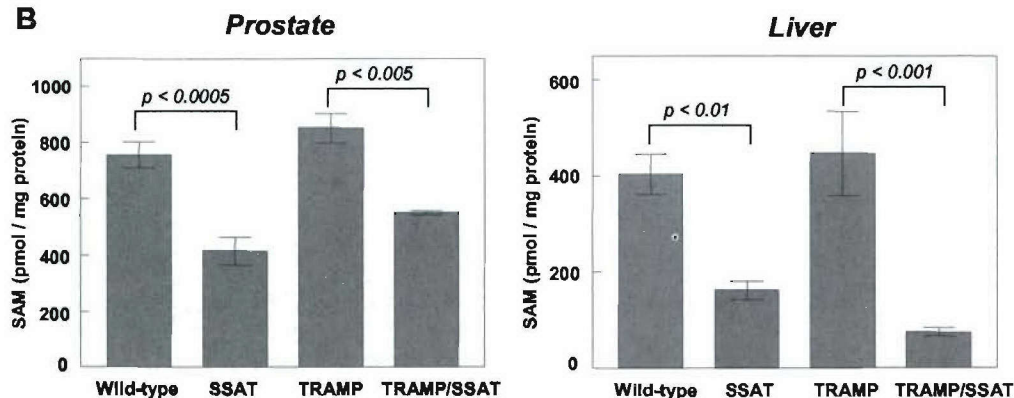 B
Prostate
SAM (pmol / mg protein)
1000
800
600
400
200
0
p < 0.0005
p < 0.005
Wild-type SSAT TRAMP TRAMP/SSAT
Liver
SAM (pmol / mg protein)
600
400
200
0
p < 0.01
p < 0.001
Wild-type SSAT TRAMP TRAMP/SSAT